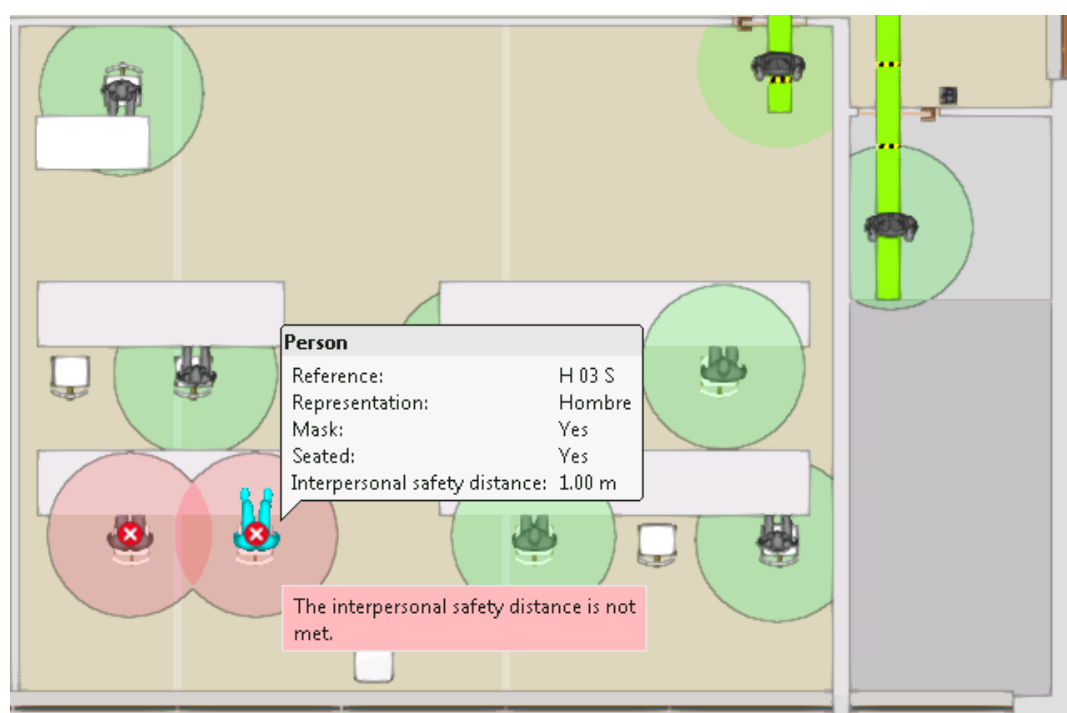 Person
Reference: H 03 S
Representation: Hombre
Mask: Yes
Seated: Yes
Interpersonal safety distance: 1.00 m
The interpersonal safety distance is not
met.